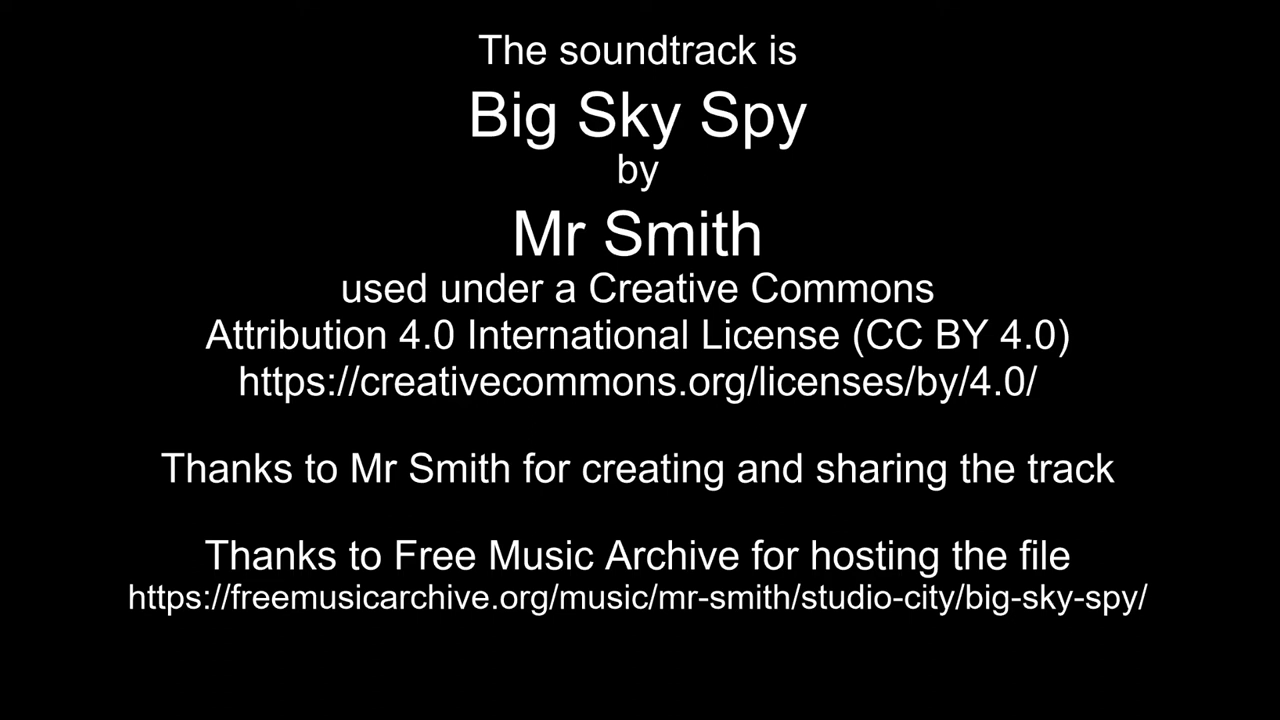 The soundtrack is
Big Sky Spy
by
Mr Smith
used under a Creative Commons
Attribution 4.0 International License (CC BY 4.0)
https://creativecommons.org/licenses/by/4.0/
Thanks to Mr Smith for creating and sharing the track
Thanks to Free Music Archive for hosting the file
https://freemusicarchive.org/music/mr-smith/studio-city/big-sky-spy/